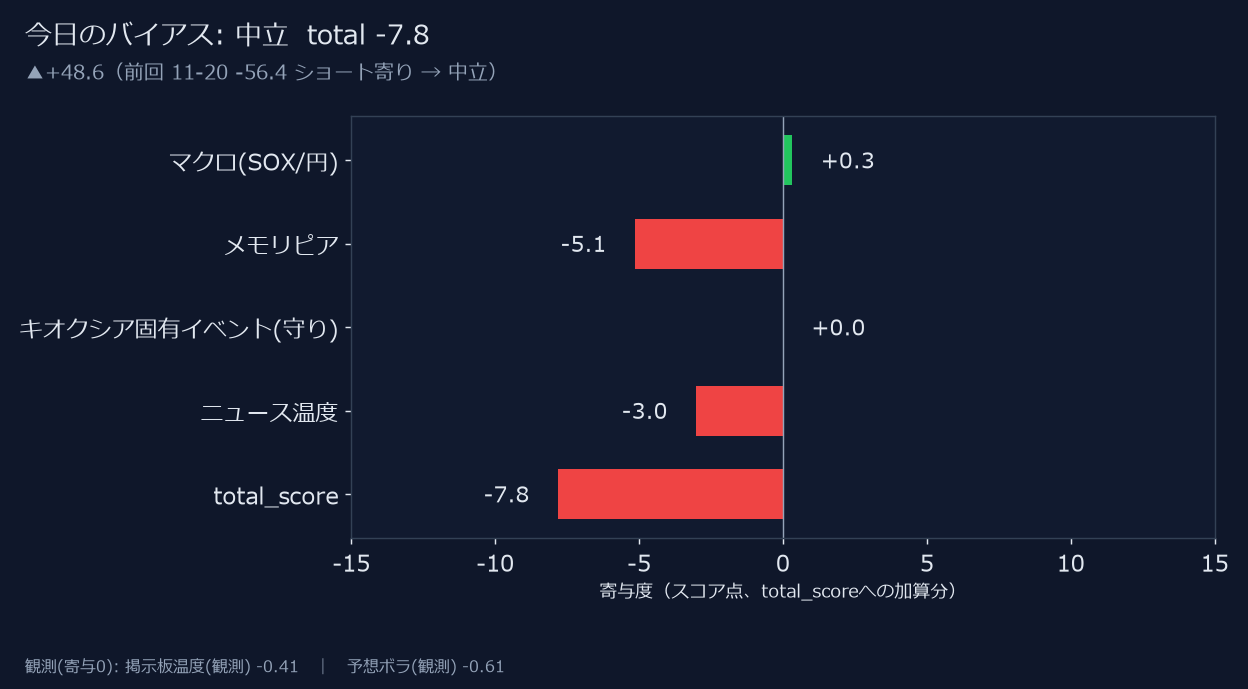 今日のバイアス: 中立  total -7.8
▲+48.6（前回 11-20 -56.4 ショート寄り → 中立）
マクロ(SOX/円)
+0.3
メモリピア
-5.1
キオクシア固有イベント(守り)
+0.0
ニュース温度
-3.0
total_score
-7.8
-15 -10 -5 0 5 10 15
寄与度（スコア点、total_scoreへの加算分）
観測(寄与0): 掲示板温度(観測) -0.41 ｜ 予想ボラ(観測) -0.61